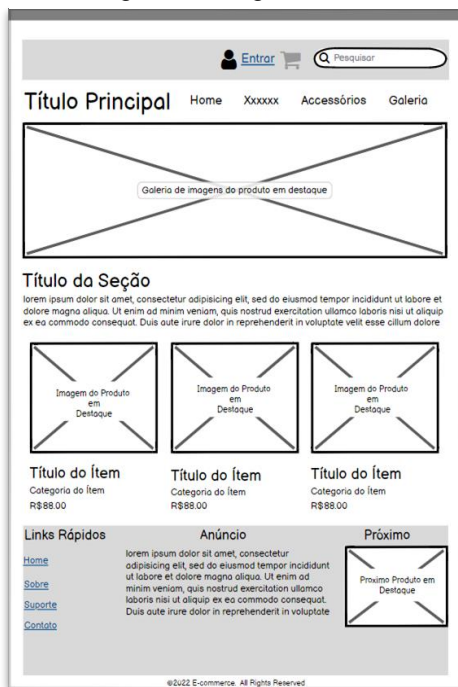 Entrar
Pesquisar
Título Principal Home Xxxxxx Accessórios Galeria
Galeria de imagens do produto em destaque
Título da Seção
lorem ipsum dolor sit amet, consectetur adipisicing elit, sed do eiusmod tempor incididunt ut labore et
dolore magna aliqua. Ut enim ad minim veniam, quis nostrud exercitation ullamco laboris nisi ut aliquip
ex ea commodo consequat. Duis aute irure dolor in reprehenderit in voluptate velit esse cillum dolore
Imagem do Produto
em
Destaque
Imagem do Produto
em
Destaque
Imagem do Produto
em
Destaque
Título do Ítem
Categoria do Ítem
R$88.00
Título do Ítem
Categoria do Ítem
R$88.00
Título do Ítem
Categoria do Ítem
R$88.00
Links Rápidos
Home
Sobre
Suporte
Contato
Anúncio
lorem ipsum dolor sit amet, consectetur
adipisicing elit, sed do eiusmod tempor incididunt
ut labore et dolore magna aliqua. Ut enim ad
minim veniam, quis nostrud exercitation ullamco
laboris nisi ut aliquip ex ea commodo consequat.
Duis aute irure dolor in reprehenderit in voluptate
Próximo
Proximo Produto em
Destaque
©2022 E-commerce. All Rights Reserved